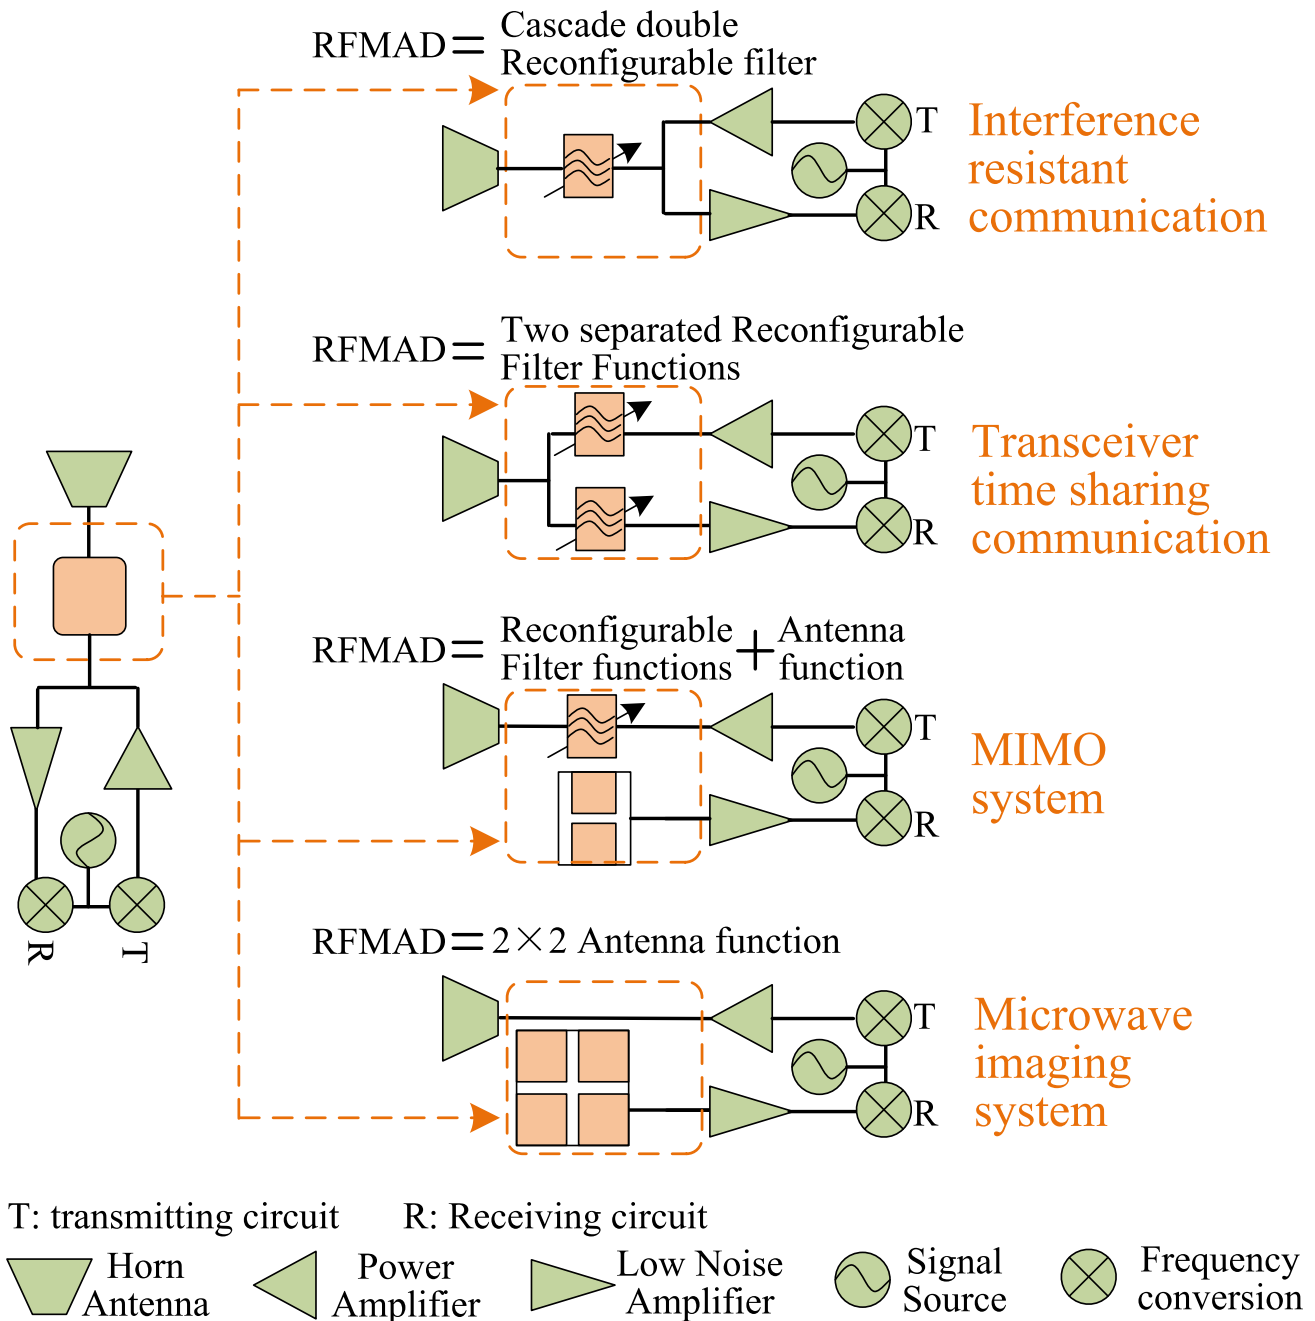 RFMAD = Cascade double
Reconfigurable filter
T
R
Interference
resistant
communication
RFMAD = Two separated Reconfigurable
Filter Functions
T
R
Transceiver
time sharing
communication
R
T
RFMAD = Reconfigurable + Antenna
Filter functions function
T
R
MIMO
system
RFMAD = 2×2 Antenna function
T
R
Microwave
imaging
system
T: transmitting circuit R: Receiving circuit
Horn
Antenna
Power
Amplifier
Low Noise
Amplifier
Signal
Source
Frequency
conversion